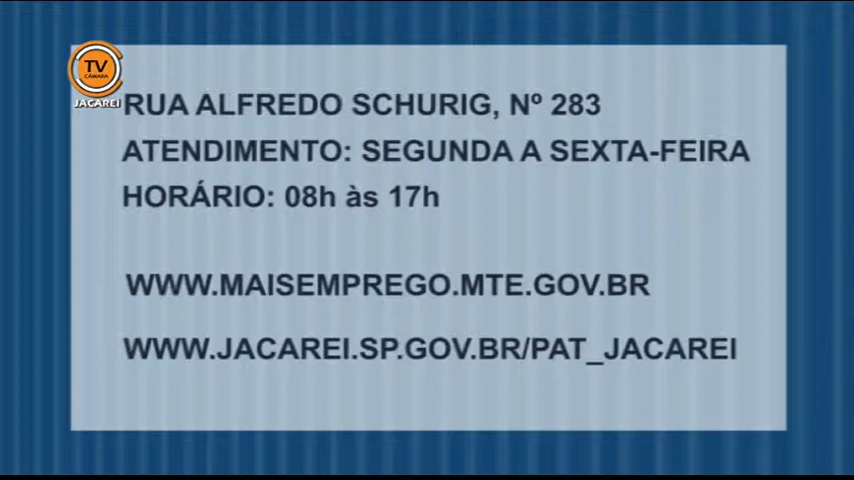 TV
CÂMARA
JACAREÍ
RUA ALFREDO SCHURIG, Nº 283
ATENDIMENTO: SEGUNDA A SEXTA-FEIRA
HORÁRIO: 08h às 17h
WWW.MAISEMPREGO.MTE.GOV.BR
WWW.JACAREI.SP.GOV.BR/PAT_JACAREI